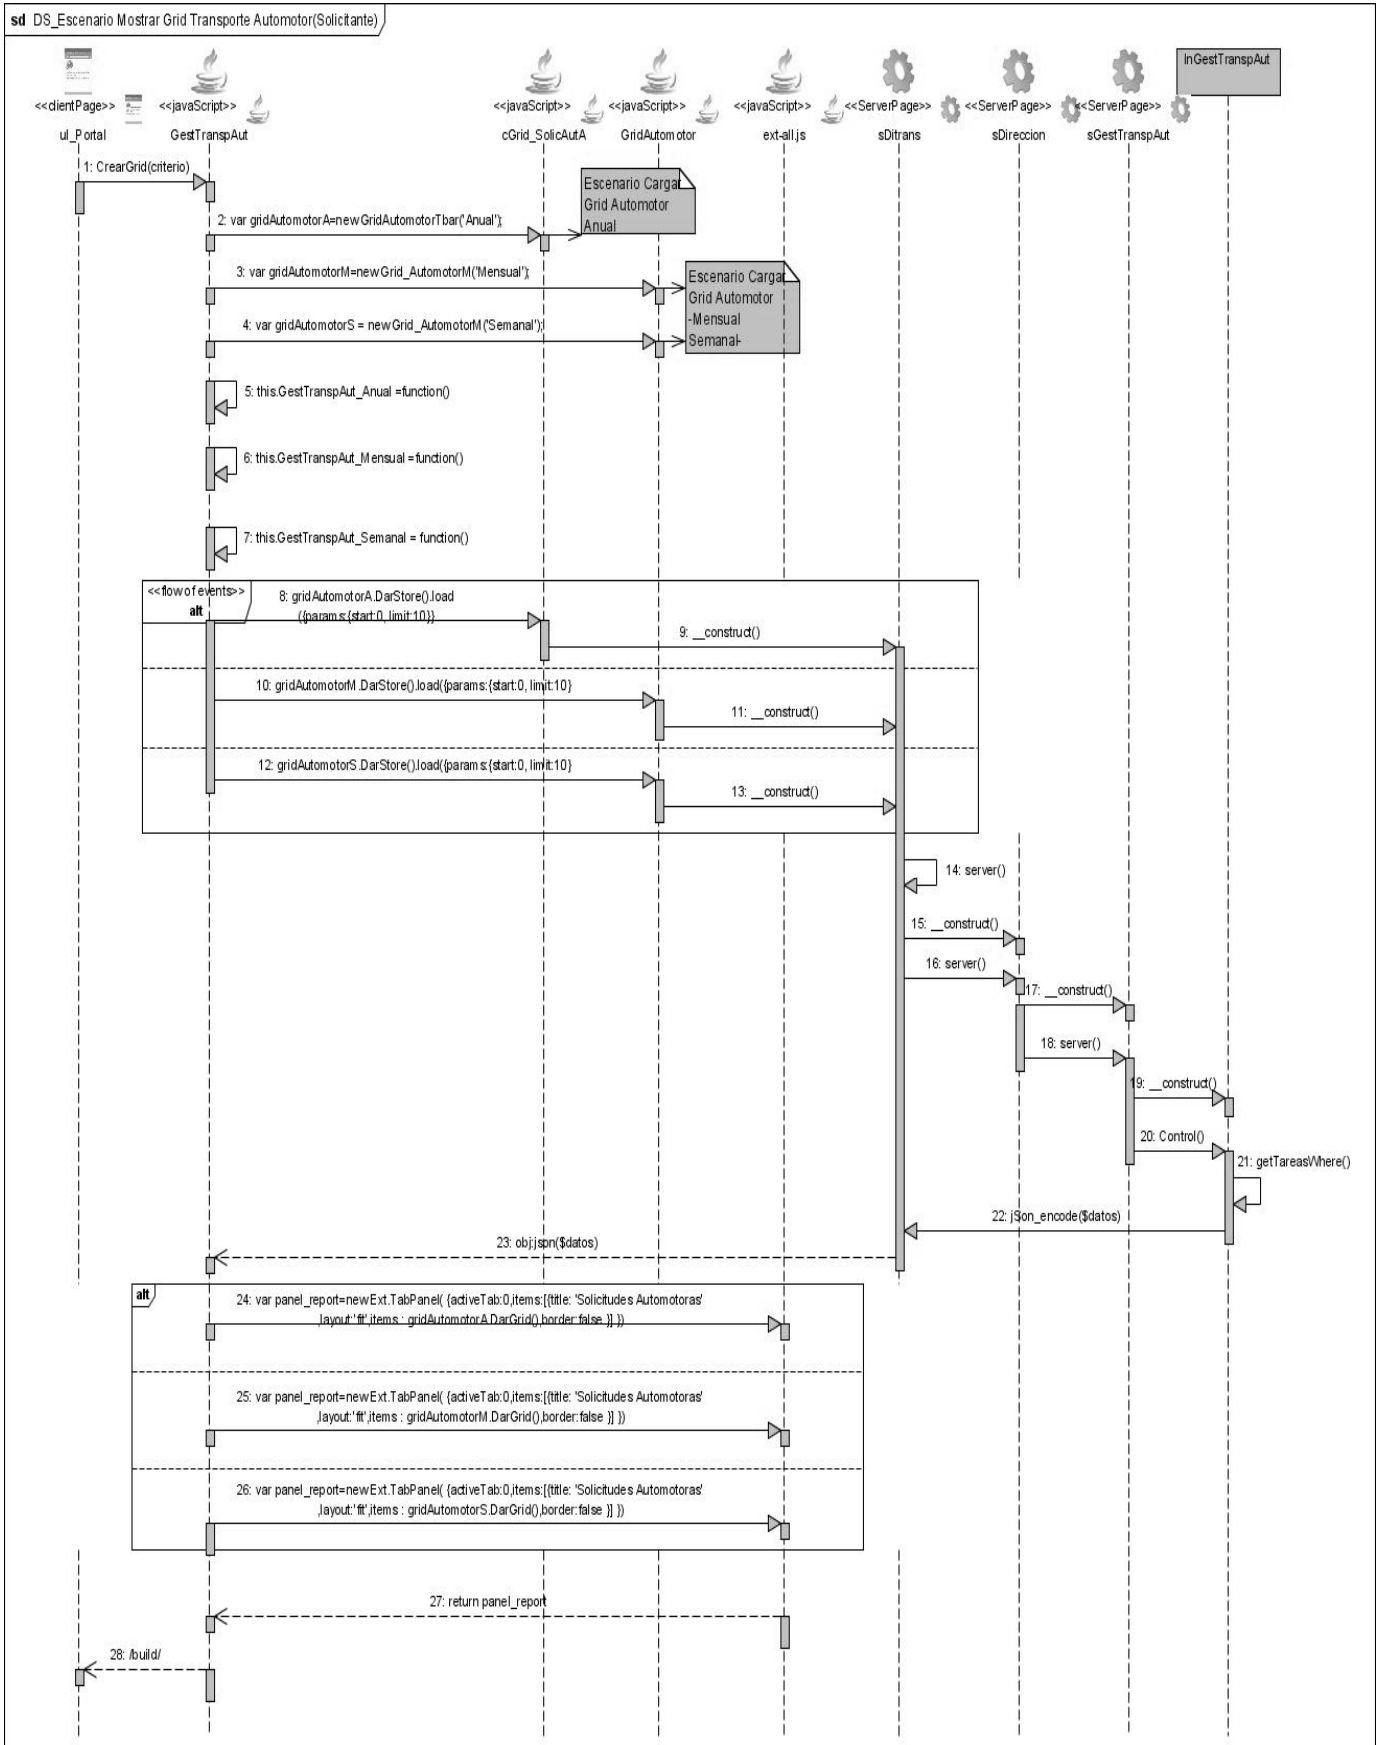 sd DS_Escenario Mostrar Grid Transporte Automotor(Solicitante)
<<clientPage>>
ul_Portal
<<javaScript>>
GestTranspAut
<<javaScript>>
cGrid_SolicAutA
<<javaScript>>
GridAutomotor
<<javaScript>>
ext-all.js
<<ServerPage>>
sDitrans
<<ServerPage>>
sDireccion
<<ServerPage>>
sGestTranspAut
InGestTranspAut
1: CrearGrid(criterio)
Escenario Cargar
Grid Automotor
Anual
2: var gridAutomotorA=new GridAutomotorTbar('Anual');
3: var gridAutomotorM=new Grid_AutomotorM('Mensual');
Escenario Cargar
Grid Automotor
-Mensual
Semanal-
4: var gridAutomotorS = new Grid_AutomotorM('Semanal');
5: this.GestTranspAut_Anual =function()
6: this.GestTranspAut_Mensual =function()
7: this.GestTranspAut_Semanal = function()
<<flow of events>>
alt
8: gridAutomotorA.DarStore().load
({params:{start:0, limit:10}}
9: __construct()
10: gridAutomotorM.DarStore().load({params:{start:0, limit:10}
11: __construct()
12: gridAutomotorS.DarStore().load({params:{start:0, limit:10}
13: __construct()
14: server()
15: __construct()
16: server()
17: __construct()
18: server()
19: __construct()
20: Control()
21: getTareasWhere()
22: jSon_encode($datos)
23: obj:json($datos)
alt
24: var panel_report=new Ext.TabPanel( {activeTab:0,items:[{title: 'Solicitudes Automotoras'
,layout:'fit',items : gridAutomotorA.DarGrid(),border:false }] })
25: var panel_report=new Ext.TabPanel( {activeTab:0,items:[{title: 'Solicitudes Automotoras'
,layout:'fit',items : gridAutomotorM.DarGrid(),border:false }] })
26: var panel_report=new Ext.TabPanel( {activeTab:0,items:[{title: 'Solicitudes Automotoras'
,layout:'fit',items : gridAutomotorS.DarGrid(),border:false }] })
27: return panel_report
28: /build/